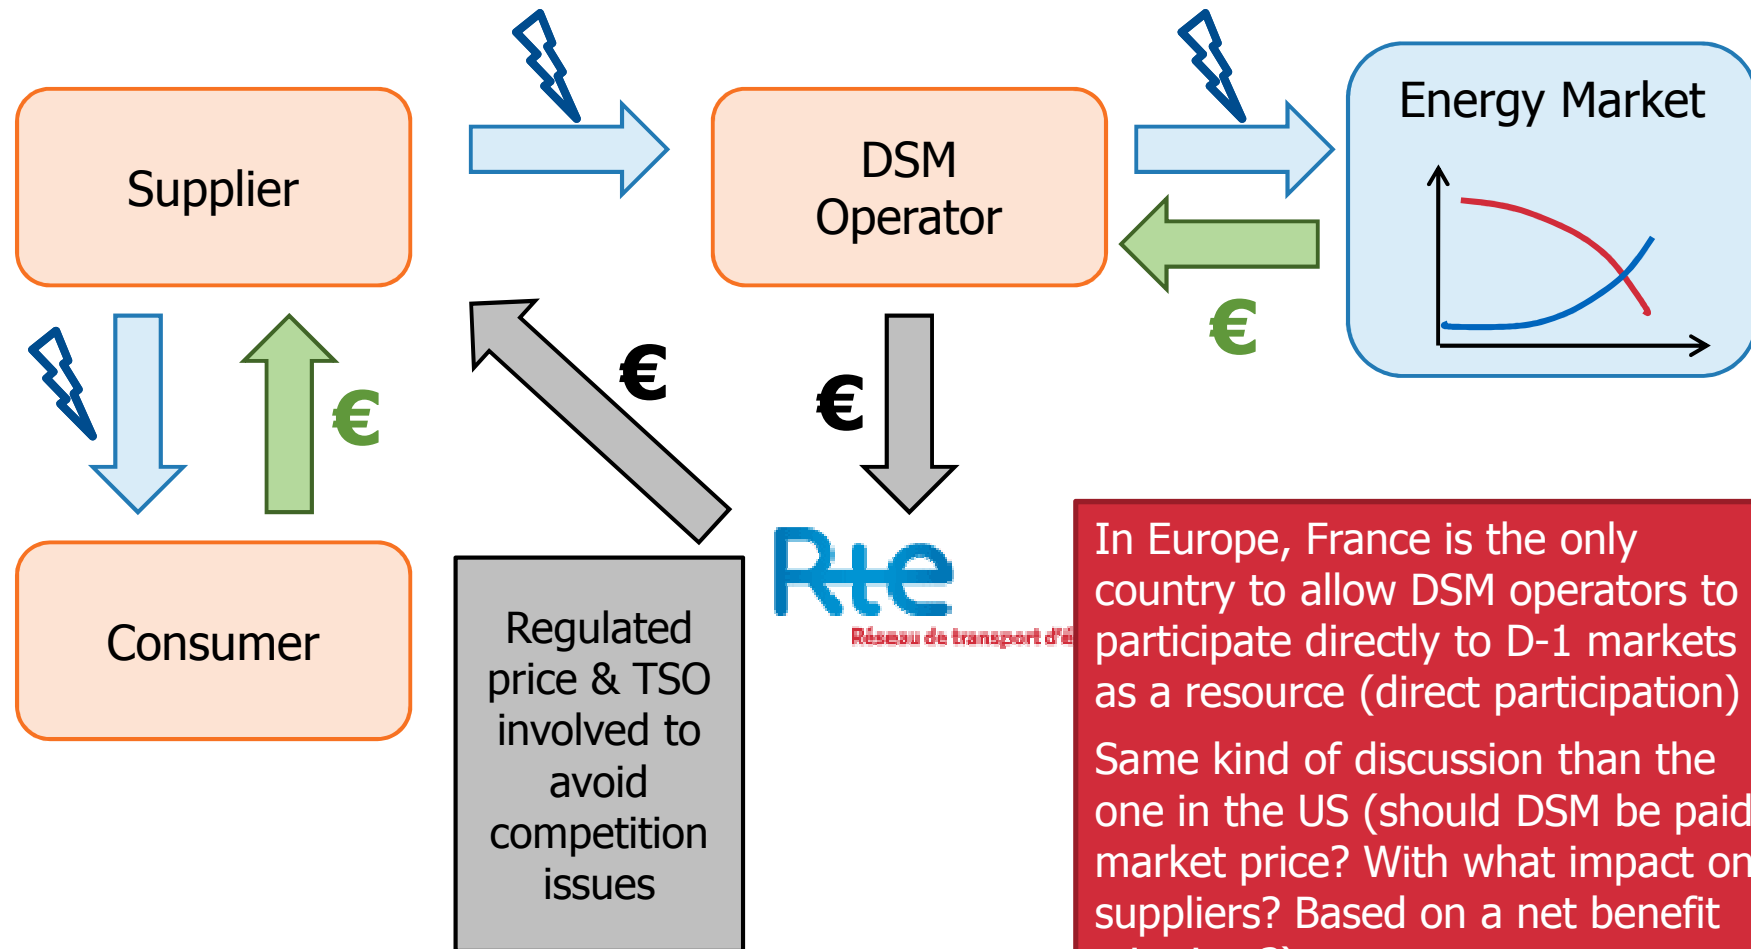 Supplier
DSM
Operator
Energy Market
€
€
€
€
Consumer
Regulated
price & TSO
involved to
avoid
competition
issues
Rte
Réseau de transport d'é
In Europe, France is the only
country to allow DSM operators to
participate directly to D-1 markets
as a resource (direct participation)
Same kind of discussion than the
one in the US (should DSM be paid
market price? With what impact on
suppliers? Based on a net benefit